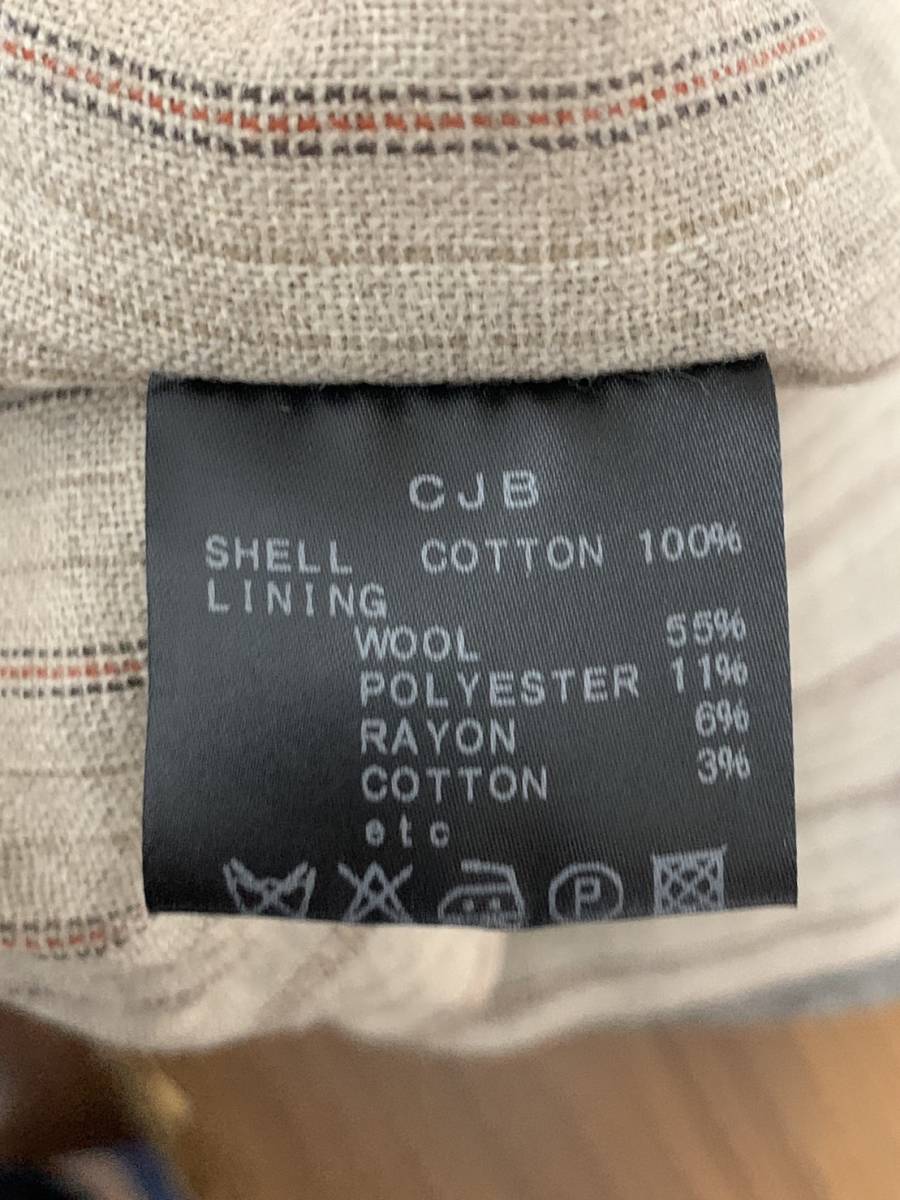 CJB
SHELL COTTON 100%
LINING
WOOL 55%
POLYESTER 11%
RAYON 6%
COTTON 3%
etc
P